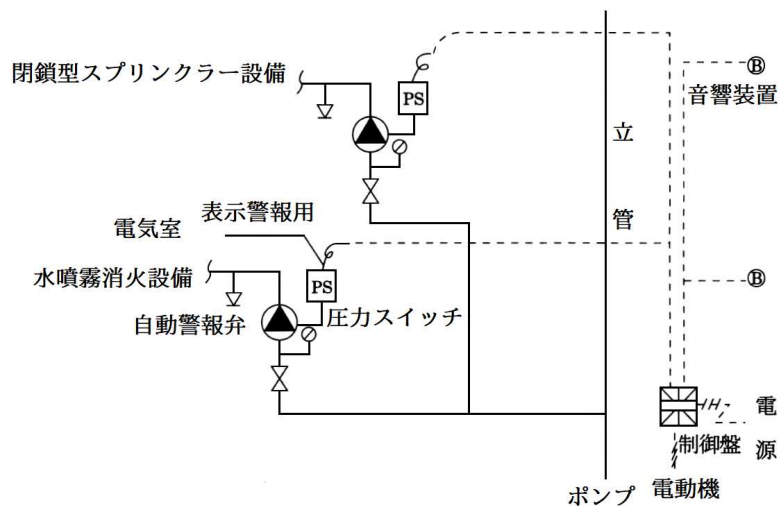 閉鎖型スプリンクラー設備
PS
Ⓑ
音響装置
立
管
表示警報用
電気室
水噴霧消火設備
PS
自動警報弁
圧力スイッチ
Ⓑ
電
制御盤
源
ポンプ
電動機